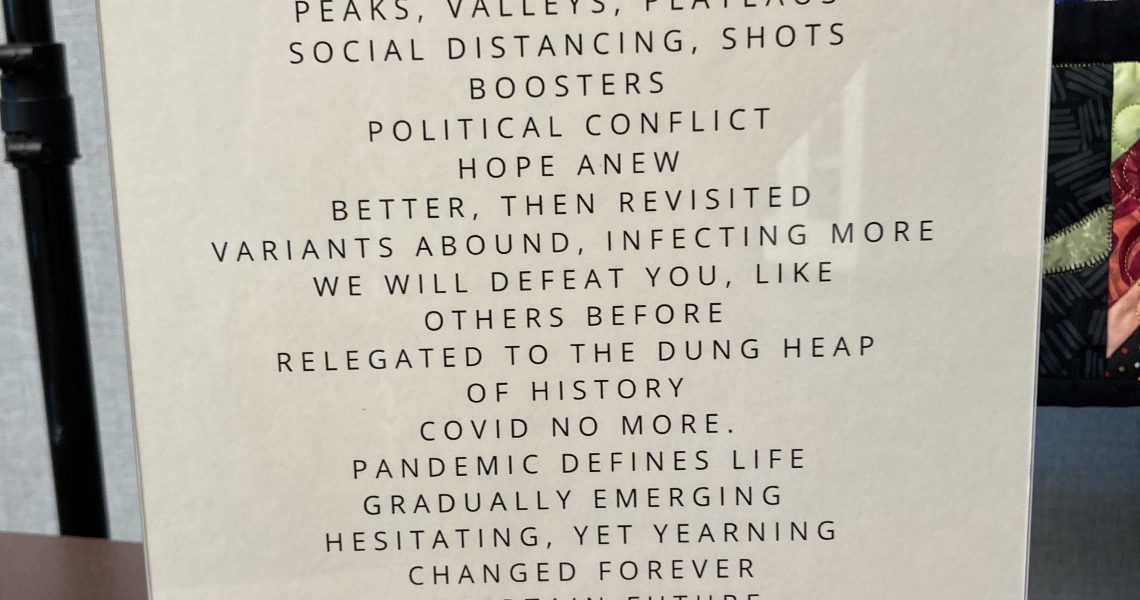 PEAKS, VALLEYS, PLATEAUS
SOCIAL DISTANCING, SHOTS
BOOSTERS
POLITICAL CONFLICT
HOPE ANEW
BETTER, THEN REVISITED
VARIANTS ABOUND, INFECTING MORE
WE WILL DEFEAT YOU, LIKE
OTHERS BEFORE
RELEGATED TO THE DUNG HEAP
OF HISTORY
COVID NO MORE.
PANDEMIC DEFINES LIFE
GRADUALLY EMERGING
HESITATING, YET YEARNING
CHANGED FOREVER
FUTURE